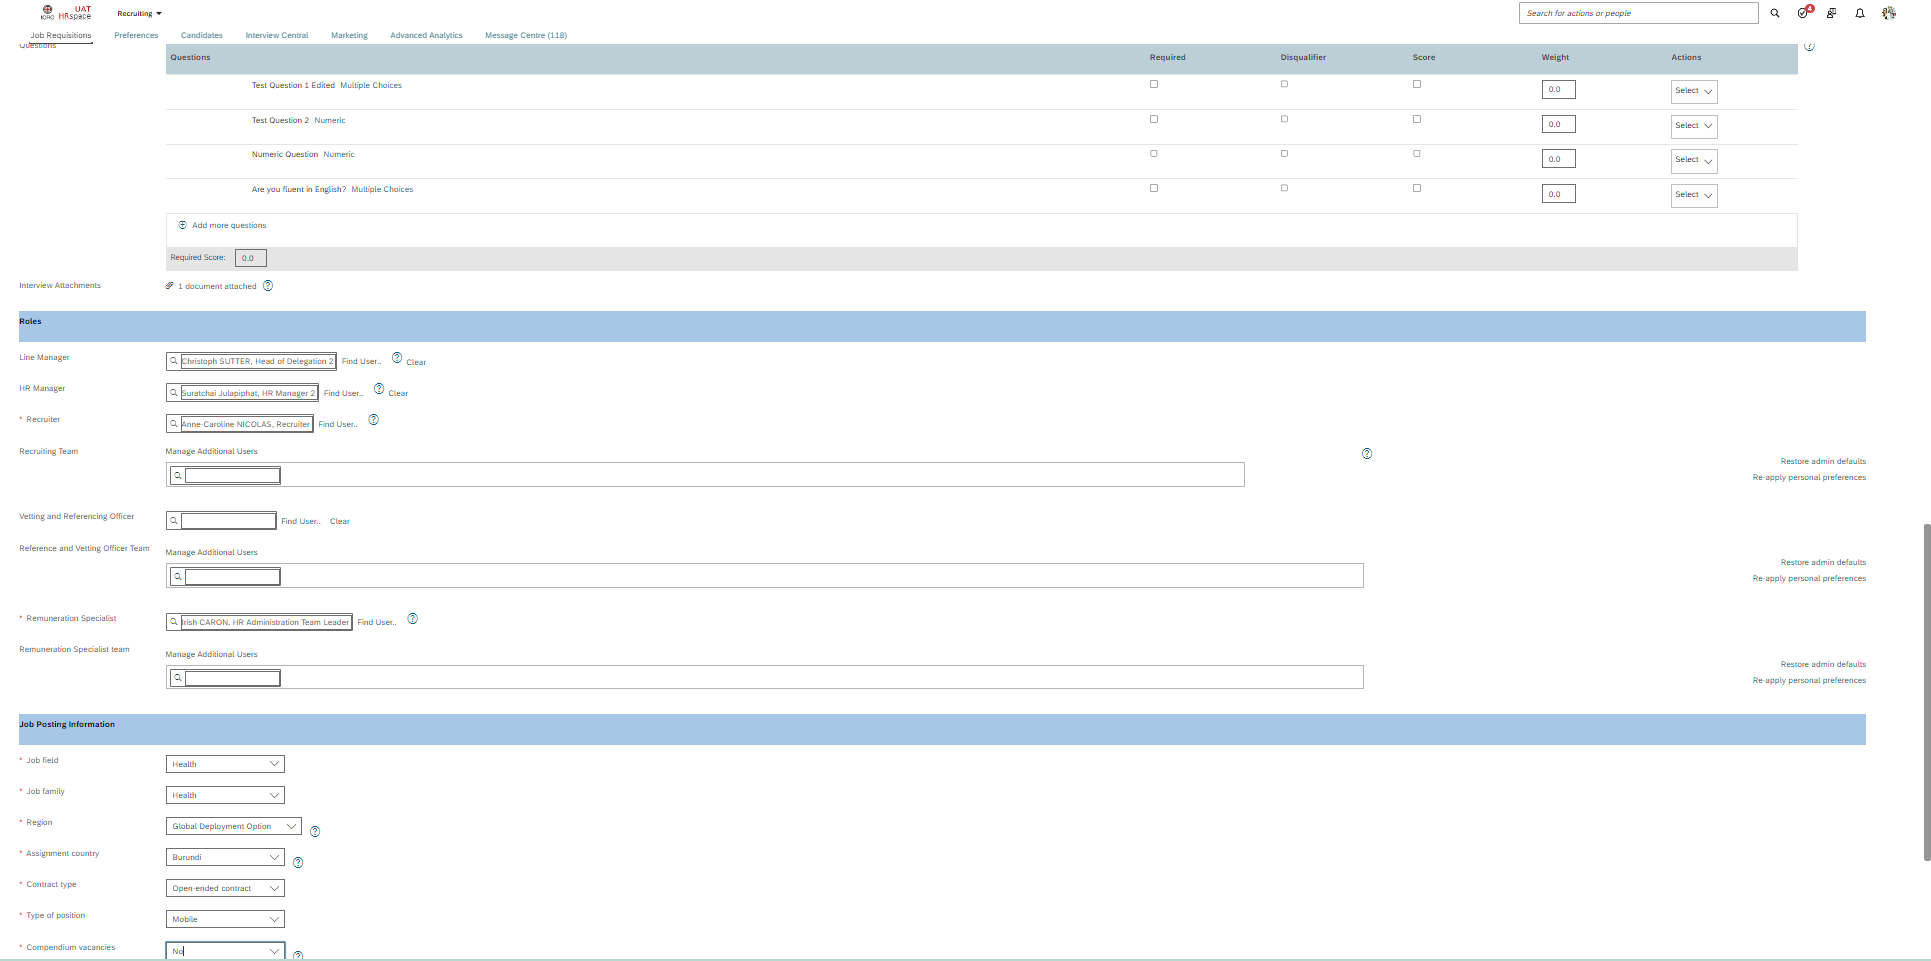 UAT
ICRC HRspace
Recruiting
Search for actions or people
4
Job Requisitions Preferences Candidates Interview Central Marketing Advanced Analytics Message Centre (118)
Questions
Questions Required Disqualifier Score Weight Actions
Test Question 1 Edited Multiple Choices 0.0 Select
Test Question 2 Numeric 0.0 Select
Numeric Question Numeric 0.0 Select
Are you fluent in English? Multiple Choices 0.0 Select
Add more questions
Required Score: 0.0
Interview Attachments 1 document attached ?
Roles
Line Manager Christoph SUTTER, Head of Delegation 2 Find User.. ? Clear
HR Manager Suratchai Julapiphat, HR Manager 2 Find User.. ? Clear
* Recruiter Anne-Caroline NICOLAS, Recruiter Find User.. ?
Recruiting Team Manage Additional Users ?
Restore admin defaults
Re-apply personal preferences
Vetting and Referencing Officer Find User.. Clear
Reference and Vetting Officer Team Manage Additional Users
Restore admin defaults
Re-apply personal preferences
* Remuneration Specialist Irish CARON, HR Administration Team Leader Find User.. ?
Remuneration Specialist team Manage Additional Users
Restore admin defaults
Re-apply personal preferences
Job Posting Information
* Job field Health
* Job family Health
* Region Global Deployment Option ?
* Assignment country Burundi ?
* Contract type Open-ended contract
* Type of position Mobile
* Compendium vacancies No ?